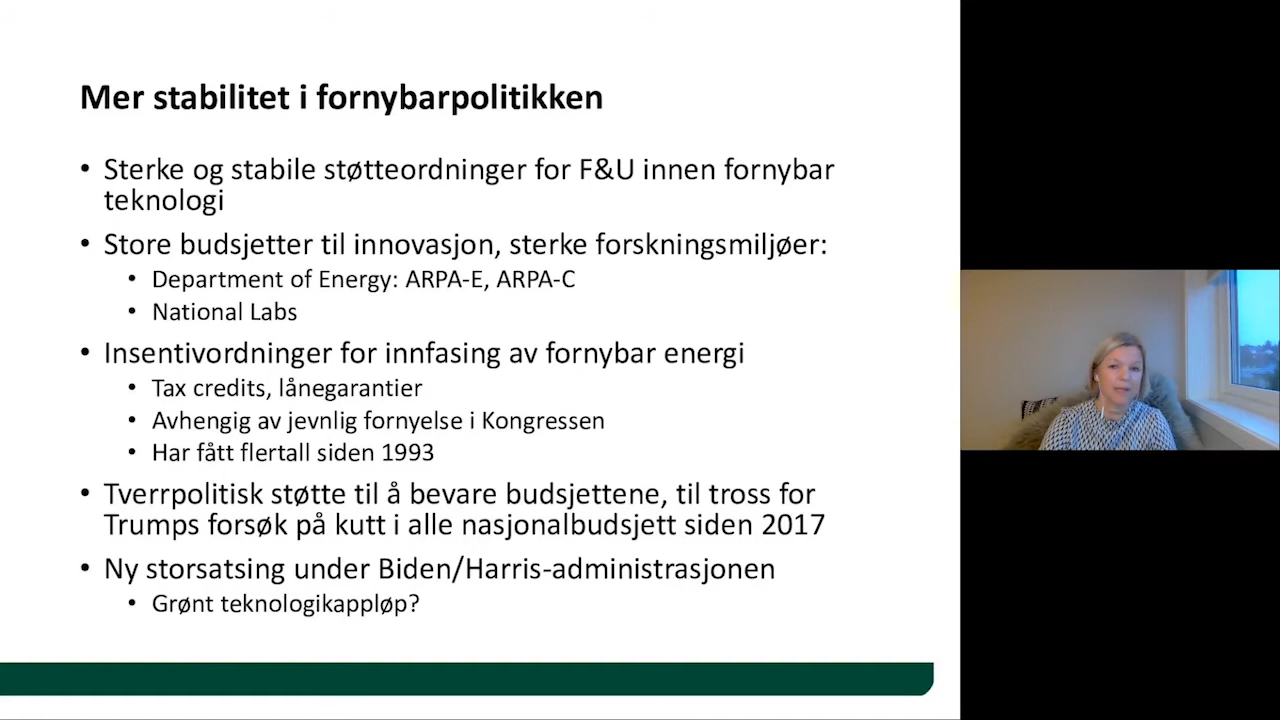 Mer stabilitet i fornybarpolitikken
• Sterke og stabile støtteordninger for F&U innen fornybar
teknologi
• Store budsjetter til innovasjon, sterke forskningsmiljøer:
• Department of Energy: ARPA-E, ARPA-C
• National Labs
• Insentivordninger for innfasing av fornybar energi
• Tax credits, lånegarantier
• Avhengig av jevnlig fornyelse i Kongressen
• Har fått flertall siden 1993
• Tverrpolitisk støtte til å bevare budsjettene, til tross for
Trumps forsøk på kutt i alle nasjonalbudsjett siden 2017
• Ny storsatsing under Biden/Harris-administrasjonen
• Grønt teknologikappløp?